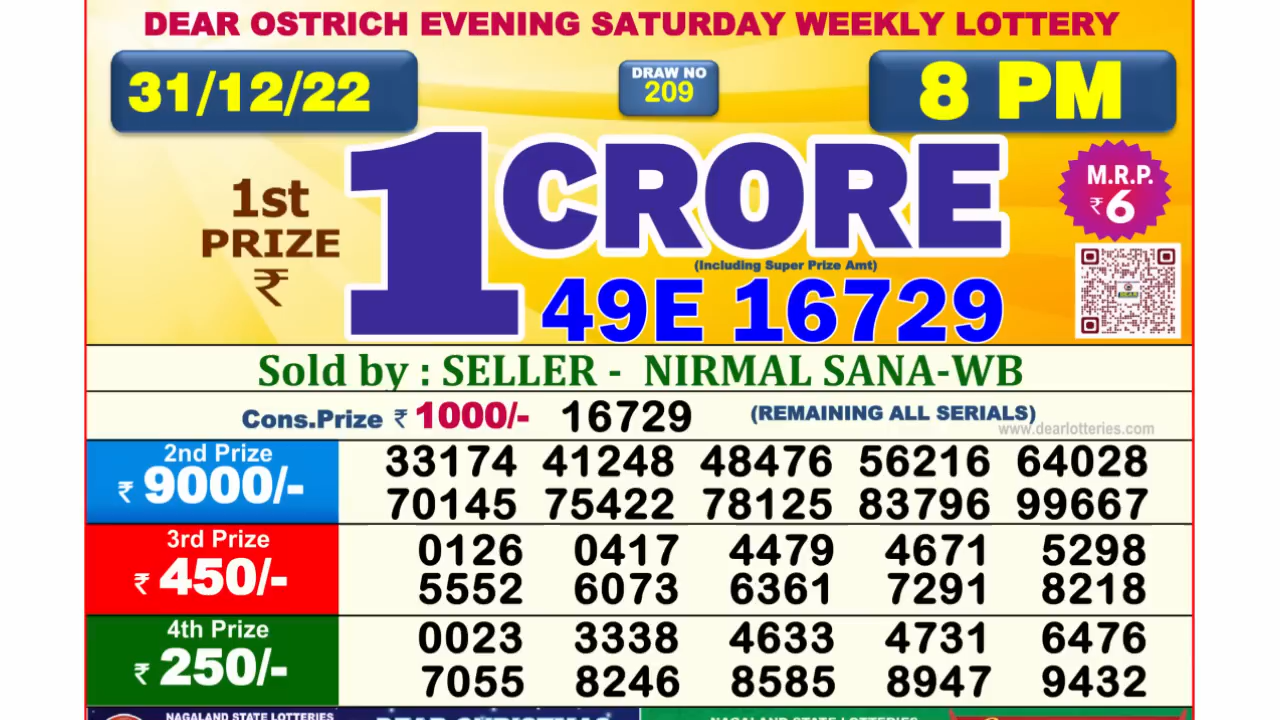 DEAR OSTRICH EVENING SATURDAY WEEKLY LOTTERY
31/12/22
DRAW NO
209
8 PM
1st
PRIZE
₹
1 CRORE
(Including Super Prize Amt)
M.R.P.
₹ 6
49E 16729
Sold by : SELLER - NIRMAL SANA-WB
Cons.Prize ₹ 1000/- 16729 (REMAINING ALL SERIALS)
www.dearlotteries.com
2nd Prize
₹ 9000/-
33174 41248 48476 56216 64028
70145 75422 78125 83796 99667
3rd Prize
₹ 450/-
0126 0417 4479 4671 5298
5552 6073 6361 7291 8218
4th Prize
₹ 250/-
0023 3338 4633 4731 6476
7055 8246 8585 8947 9432
NAGALAND STATE LOTTERIES
DEAR CHRISTMAS
NAGALAND STATE LOTTERIES